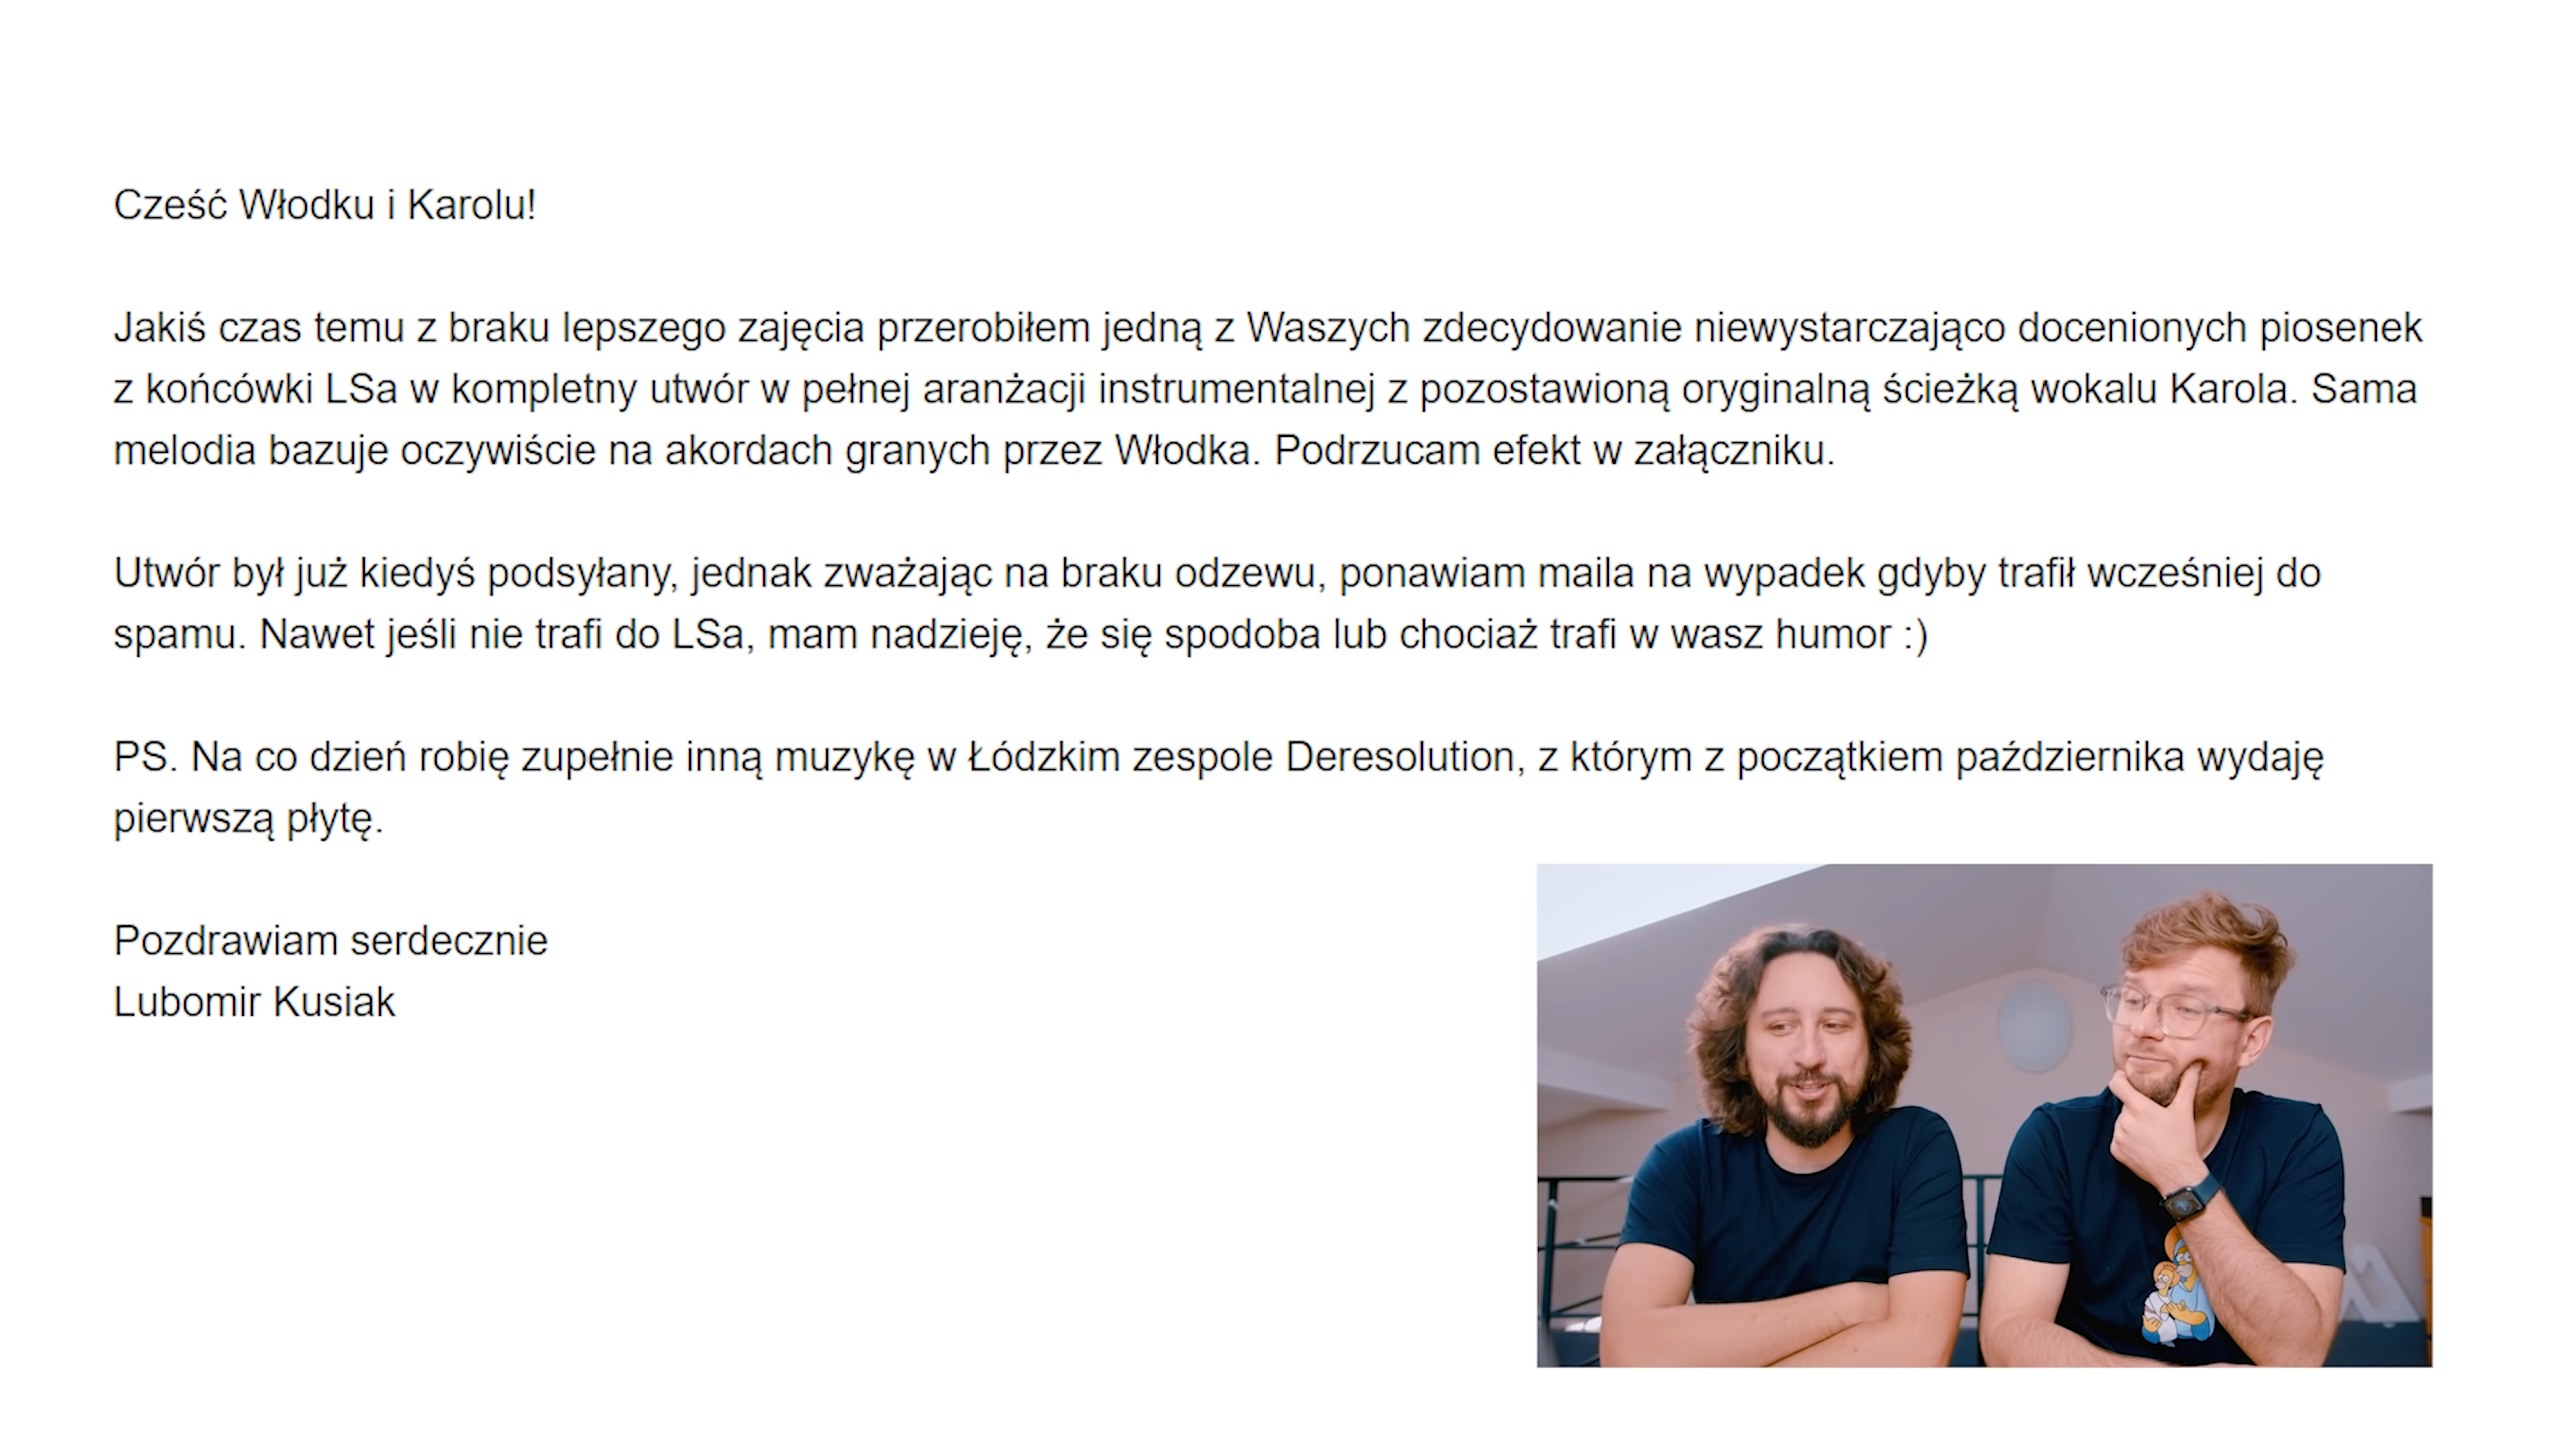 Cześć Włodku i Karolu!
Jakiś czas temu z braku lepszego zajęcia przerobiłem jedną z Waszych zdecydowanie niewystarczająco docenionych piosenek
z końcówki LSa w kompletny utwór w pełnej aranżacji instrumentalnej z pozostawioną oryginalną ścieżką wokalu Karola. Sama
melodia bazuje oczywiście na akordach granych przez Włodka. Podrzucam efekt w załączniku.
Utwór był już kiedyś podsyłany, jednak zważając na braku odzewu, ponawiam maila na wypadek gdyby trafił wcześniej do
spamu. Nawet jeśli nie trafi do LSa, mam nadzieję, że się spodoba lub chociaż trafi w wasz humor :)
PS. Na co dzień robię zupełnie inną muzykę w Łódzkim zespole Deresolution, z którym z początkiem października wydaję
pierwszą płytę.
Pozdrawiam serdecznie
Lubomir Kusiak